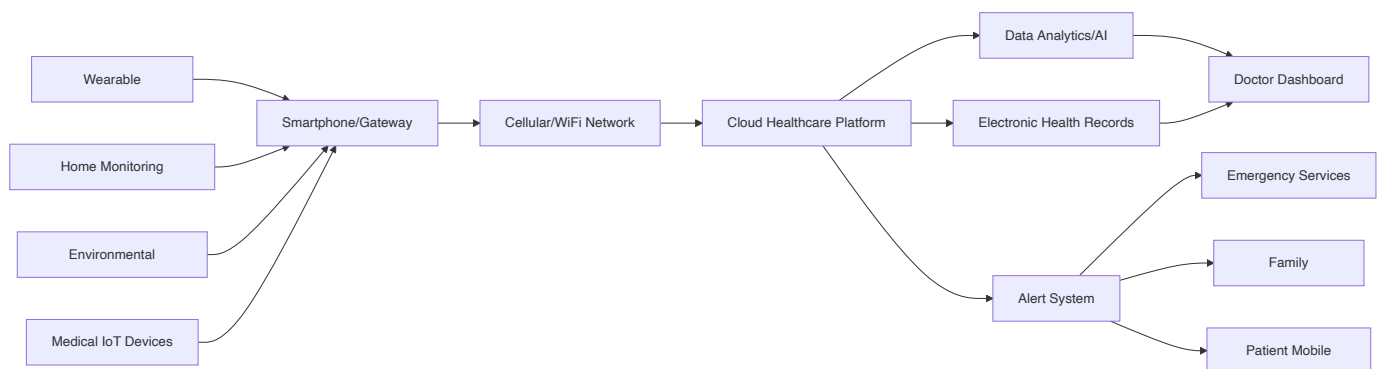 Wearable
Home Monitoring
Environmental
Medical IoT Devices
Smartphone/Gateway
Cellular/WiFi Network
Cloud Healthcare Platform
Data Analytics/AI
Electronic Health Records
Alert System
Doctor Dashboard
Emergency Services
Family
Patient Mobile